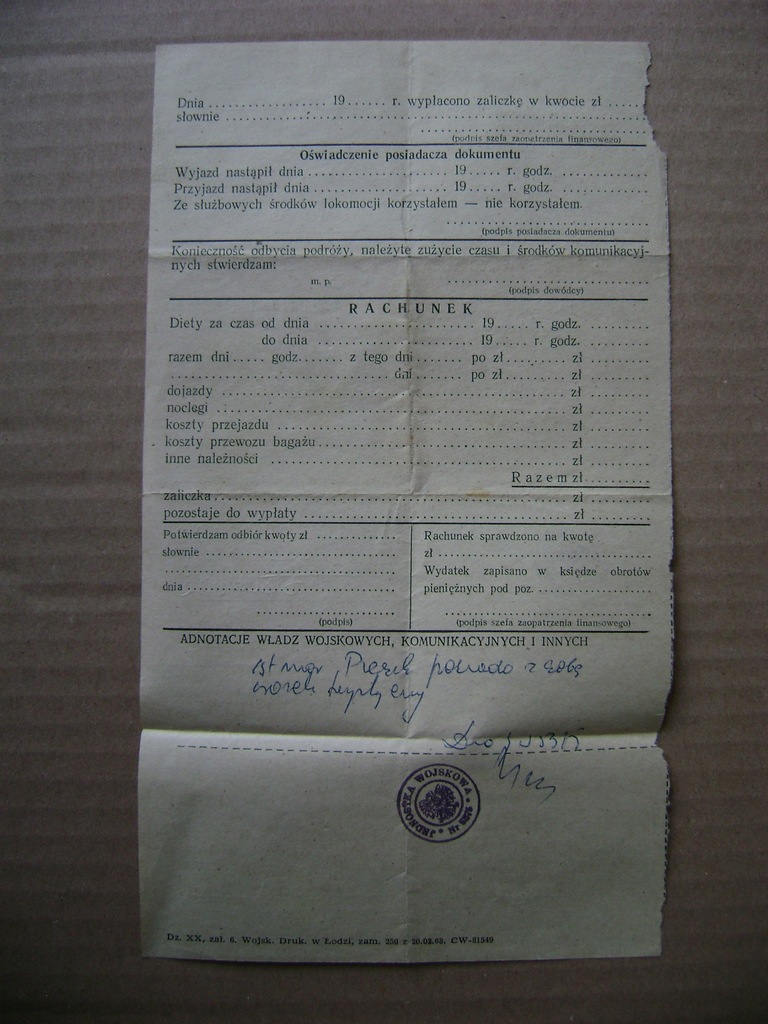 Dnia .................. 19...... r. wypłacono zaliczkę w kwocie zł .....
słownie ..............................................................
(podpis szefa zaopatrzenia finansowego)
Oświadczenie posiadacza dokumentu
Wyjazd nastąpił dnia ....................... 19..... r. godz. .............
Przyjazd nastąpił dnia ...................... 19..... r. godz. .............
Ze służbowych środków lokomocji korzystałem — nie korzystałem.
(podpis posiadacza dokumentu)
Konieczność odbycia podróży, należyte zużycie czasu i środków komunikacyj-
nych stwierdzam:
m. p.
(podpis dowódcy)
RACHUNEK
Diety za czas od dnia ......................... 19..... r. godz. .........
do dnia ......................... 19..... r. godz. .........
razem dni..... godz....... z tego dni....... po zł......... zł .........
................................ dni....... po zł......... zł .........
dojazdy ........................................ zł .........
noclegi ........................................ zł .........
koszty przejazdu ................................ zł .........
koszty przewozu bagażu........................... zł .........
inne należności ................................. zł .........
Razem zł.........
zaliczka........................................ zł .........
pozostaje do wypłaty ............................ zł .........
Potwierdzam odbiór kwoty zł ..............
słownie ..............................
dnia ..............................
(podpis)
Rachunek sprawdzono na kwotę
zł ..............................
Wydatek zapisano w księdze obrotów
pieniężnych pod poz. ..................
(podpis szefa zaopatrzenia finansowego)
ADNOTACJE WŁADZ WOJSKOWYCH, KOMUNIKACYJNYCH I INNYCH
z sobą
JEDNOSTKA WOJSKOWA * Nr
Dz. XX, zał. 6. Wojsk. Druk. w Łodzi, zam. 250 z 20.02.68. CW-81549